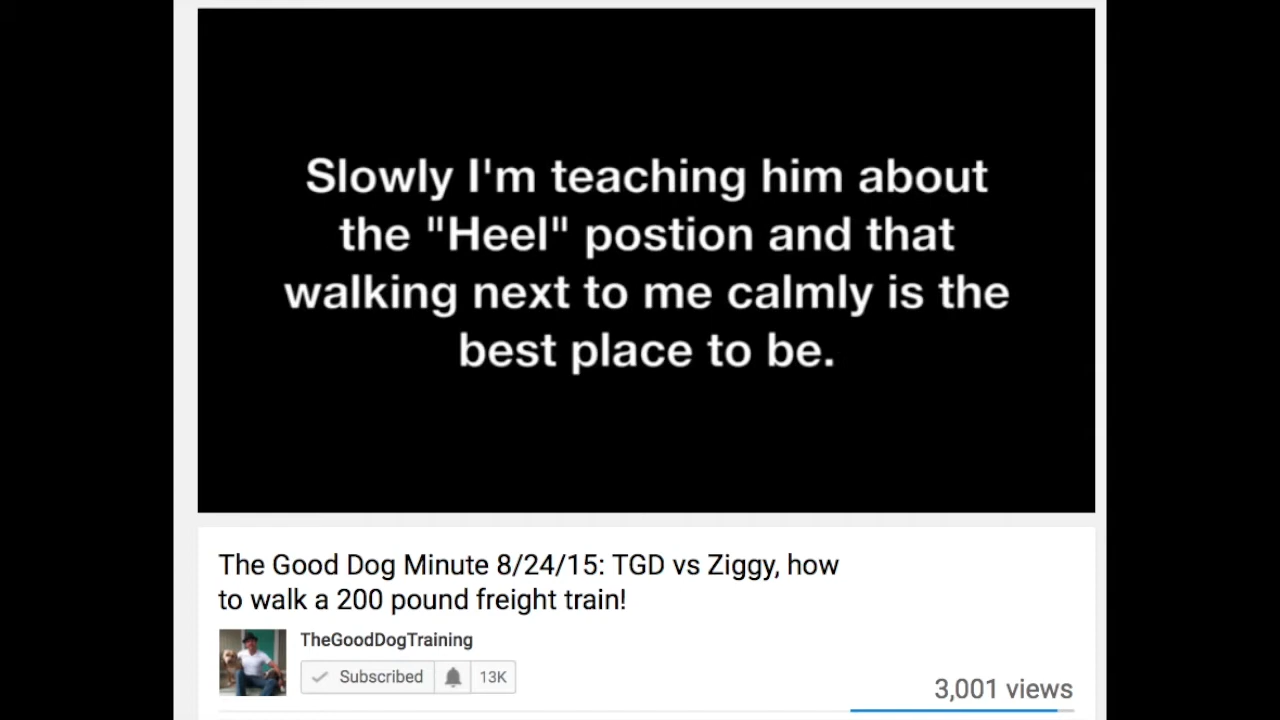 Slowly I'm teaching him about
the "Heel" postion and that
walking next to me calmly is the
best place to be.
The Good Dog Minute 8/24/15: TGD vs Ziggy, how
to walk a 200 pound freight train!
TheGoodDogTraining
Subscribed 13K
3,001 views